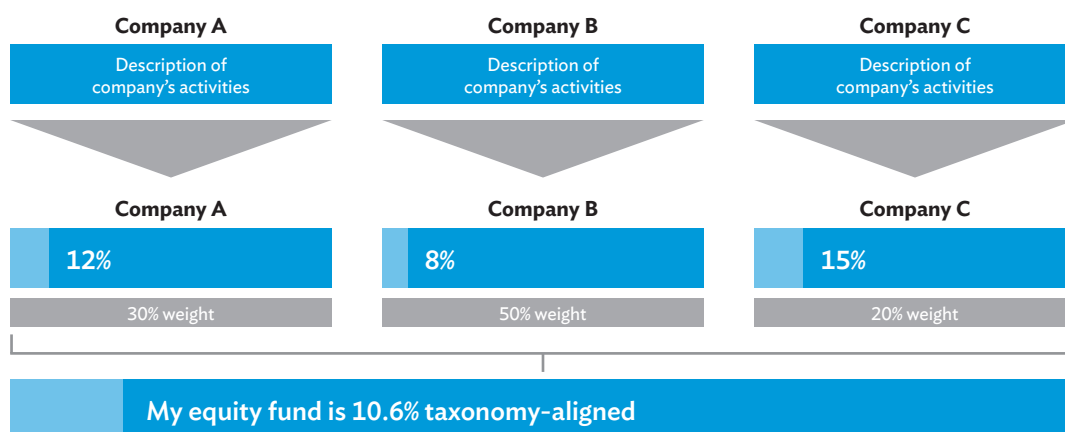 Company A
Company B
Company C
Description of
company’s activities
Description of
company’s activities
Description of
company’s activities
Company A
Company B
Company C
12%
8%
15%
30% weight
50% weight
20% weight
My equity fund is 10.6% taxonomy-aligned